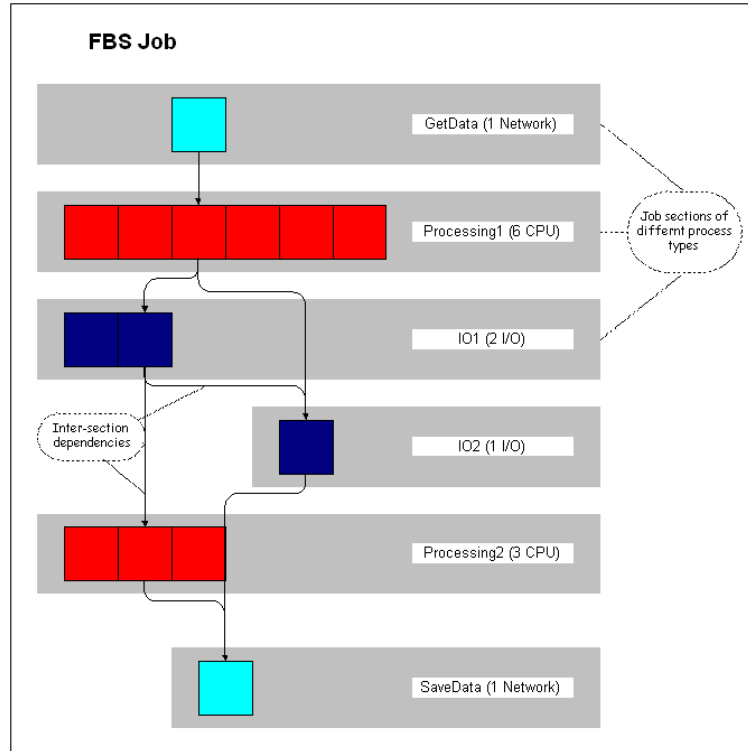 FBS Job
GetData (1 Network)
Processing1 (6 CPU)
Job sections of
differnt process
types
IO1 (2 I/O)
Inter-section
dependencies
IO2 (1 I/O)
Processing2 (3 CPU)
SaveData (1 Network)